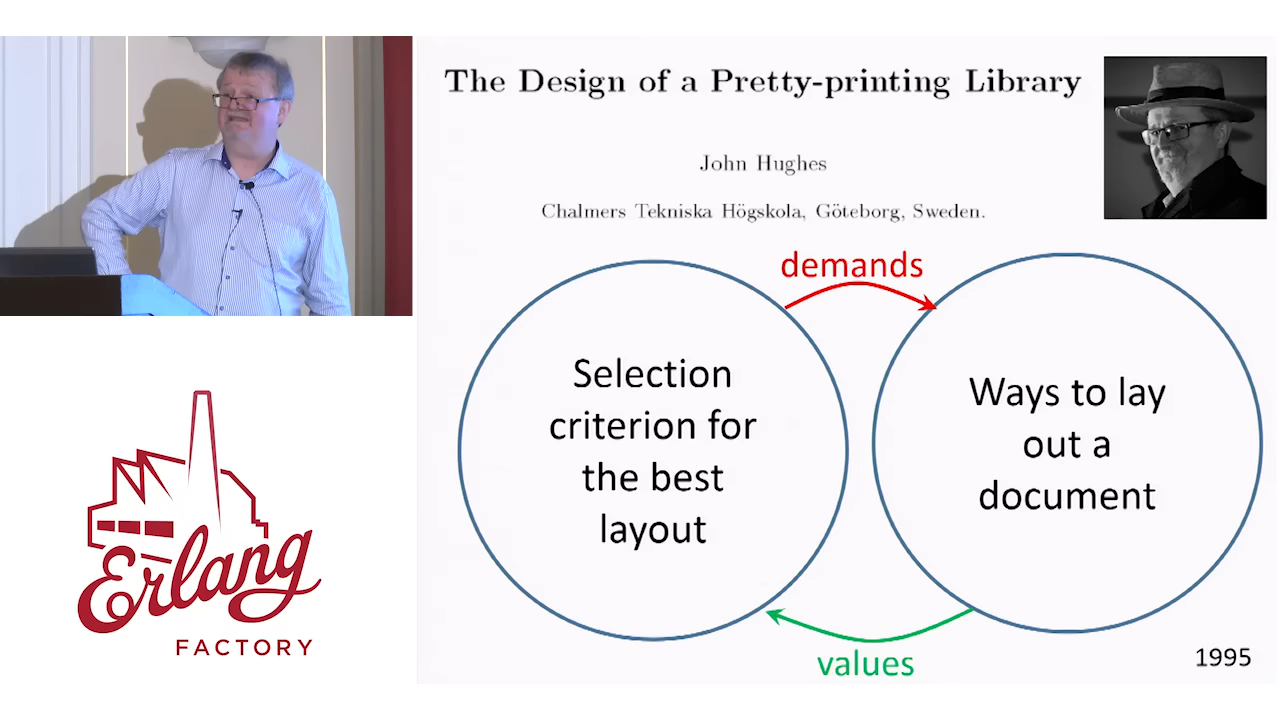 The Design of a Pretty-printing Library
John Hughes
Chalmers Tekniska Högskola, Göteborg, Sweden.
demands
Selection
criterion for
the best
layout
Ways to lay
out a
document
values
1995
Erlang
FACTORY